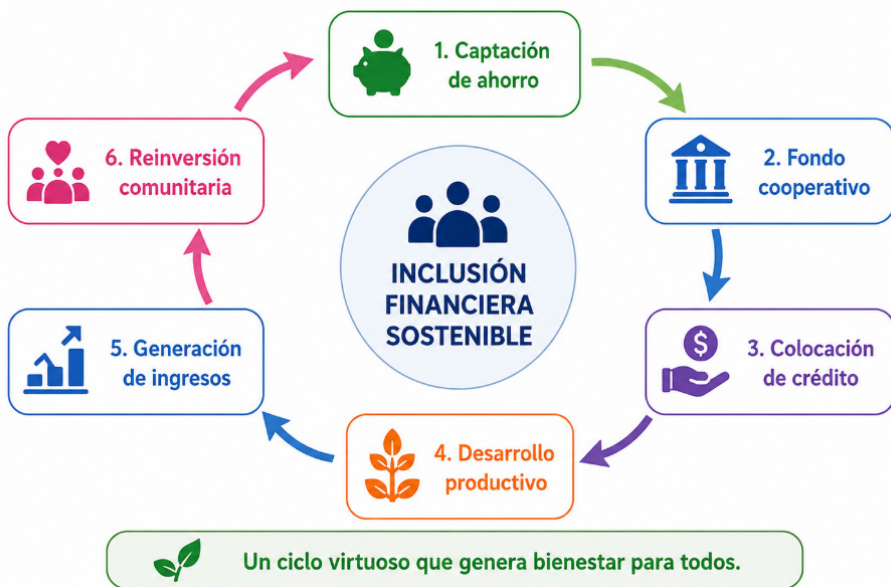 1. Captación
de ahorro
2. Fondo
cooperativo
$
3. Colocación
de crédito
4. Desarrollo
productivo
5. Generación
de ingresos
6. Reinversión
comunitaria
INCLUSIÓN
FINANCIERA
SOSTENIBLE
Un ciclo virtuoso que genera bienestar para todos.